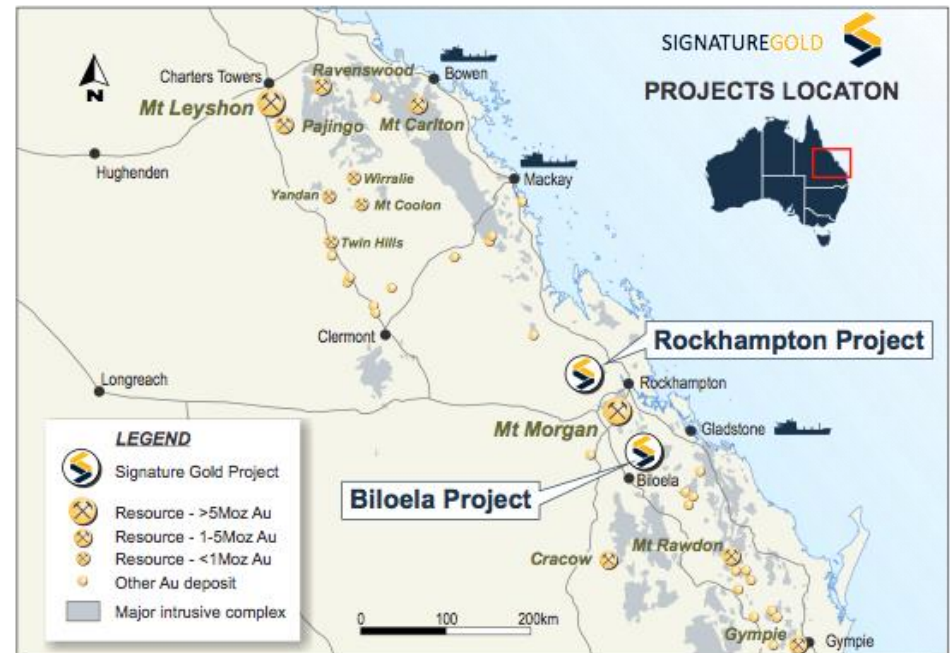 SIGNATUREGOLD
PROJECTS LOCATON
N
Charters Towers
Ravenswood
Bowen
Mt Leyshon
Pajingo
Mt Carlton
Hughenden
Wirralie
Mackay
Yandan
Mt Coolon
Twin Hills
Clermont
Rockhampton Project
Longreach
Rockhampton
Mt Morgan
Gladstone
Biloela
Biloela Project
Cracow
Mt Rawdon
Gympie
Gympie
LEGEND
Signature Gold Project
Resource - >5Moz Au
Resource - 1-5Moz Au
Resource - <1Moz Au
Other Au deposit
Major intrusive complex
0 100 200km